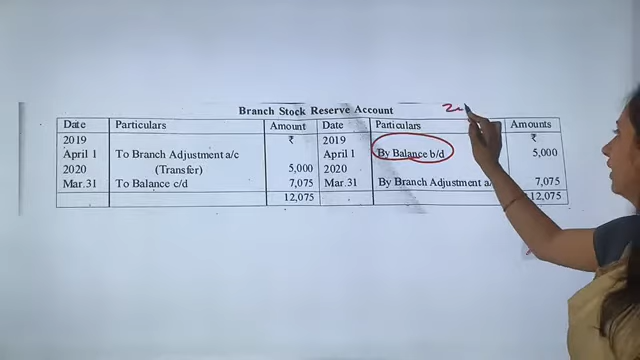 Branch Stock Reserve Account
Date Particulars Amount Date Particulars Amounts
2019 ₹ 2019 ₹
April 1 To Branch Adjustment a/c April 1 By Balance b/d 5,000
2020 (Transfer) 5,000 2020
Mar.31 To Balance c/d 7,075 Mar.31 By Branch Adjustment a/ 7,075
12,075 12,075